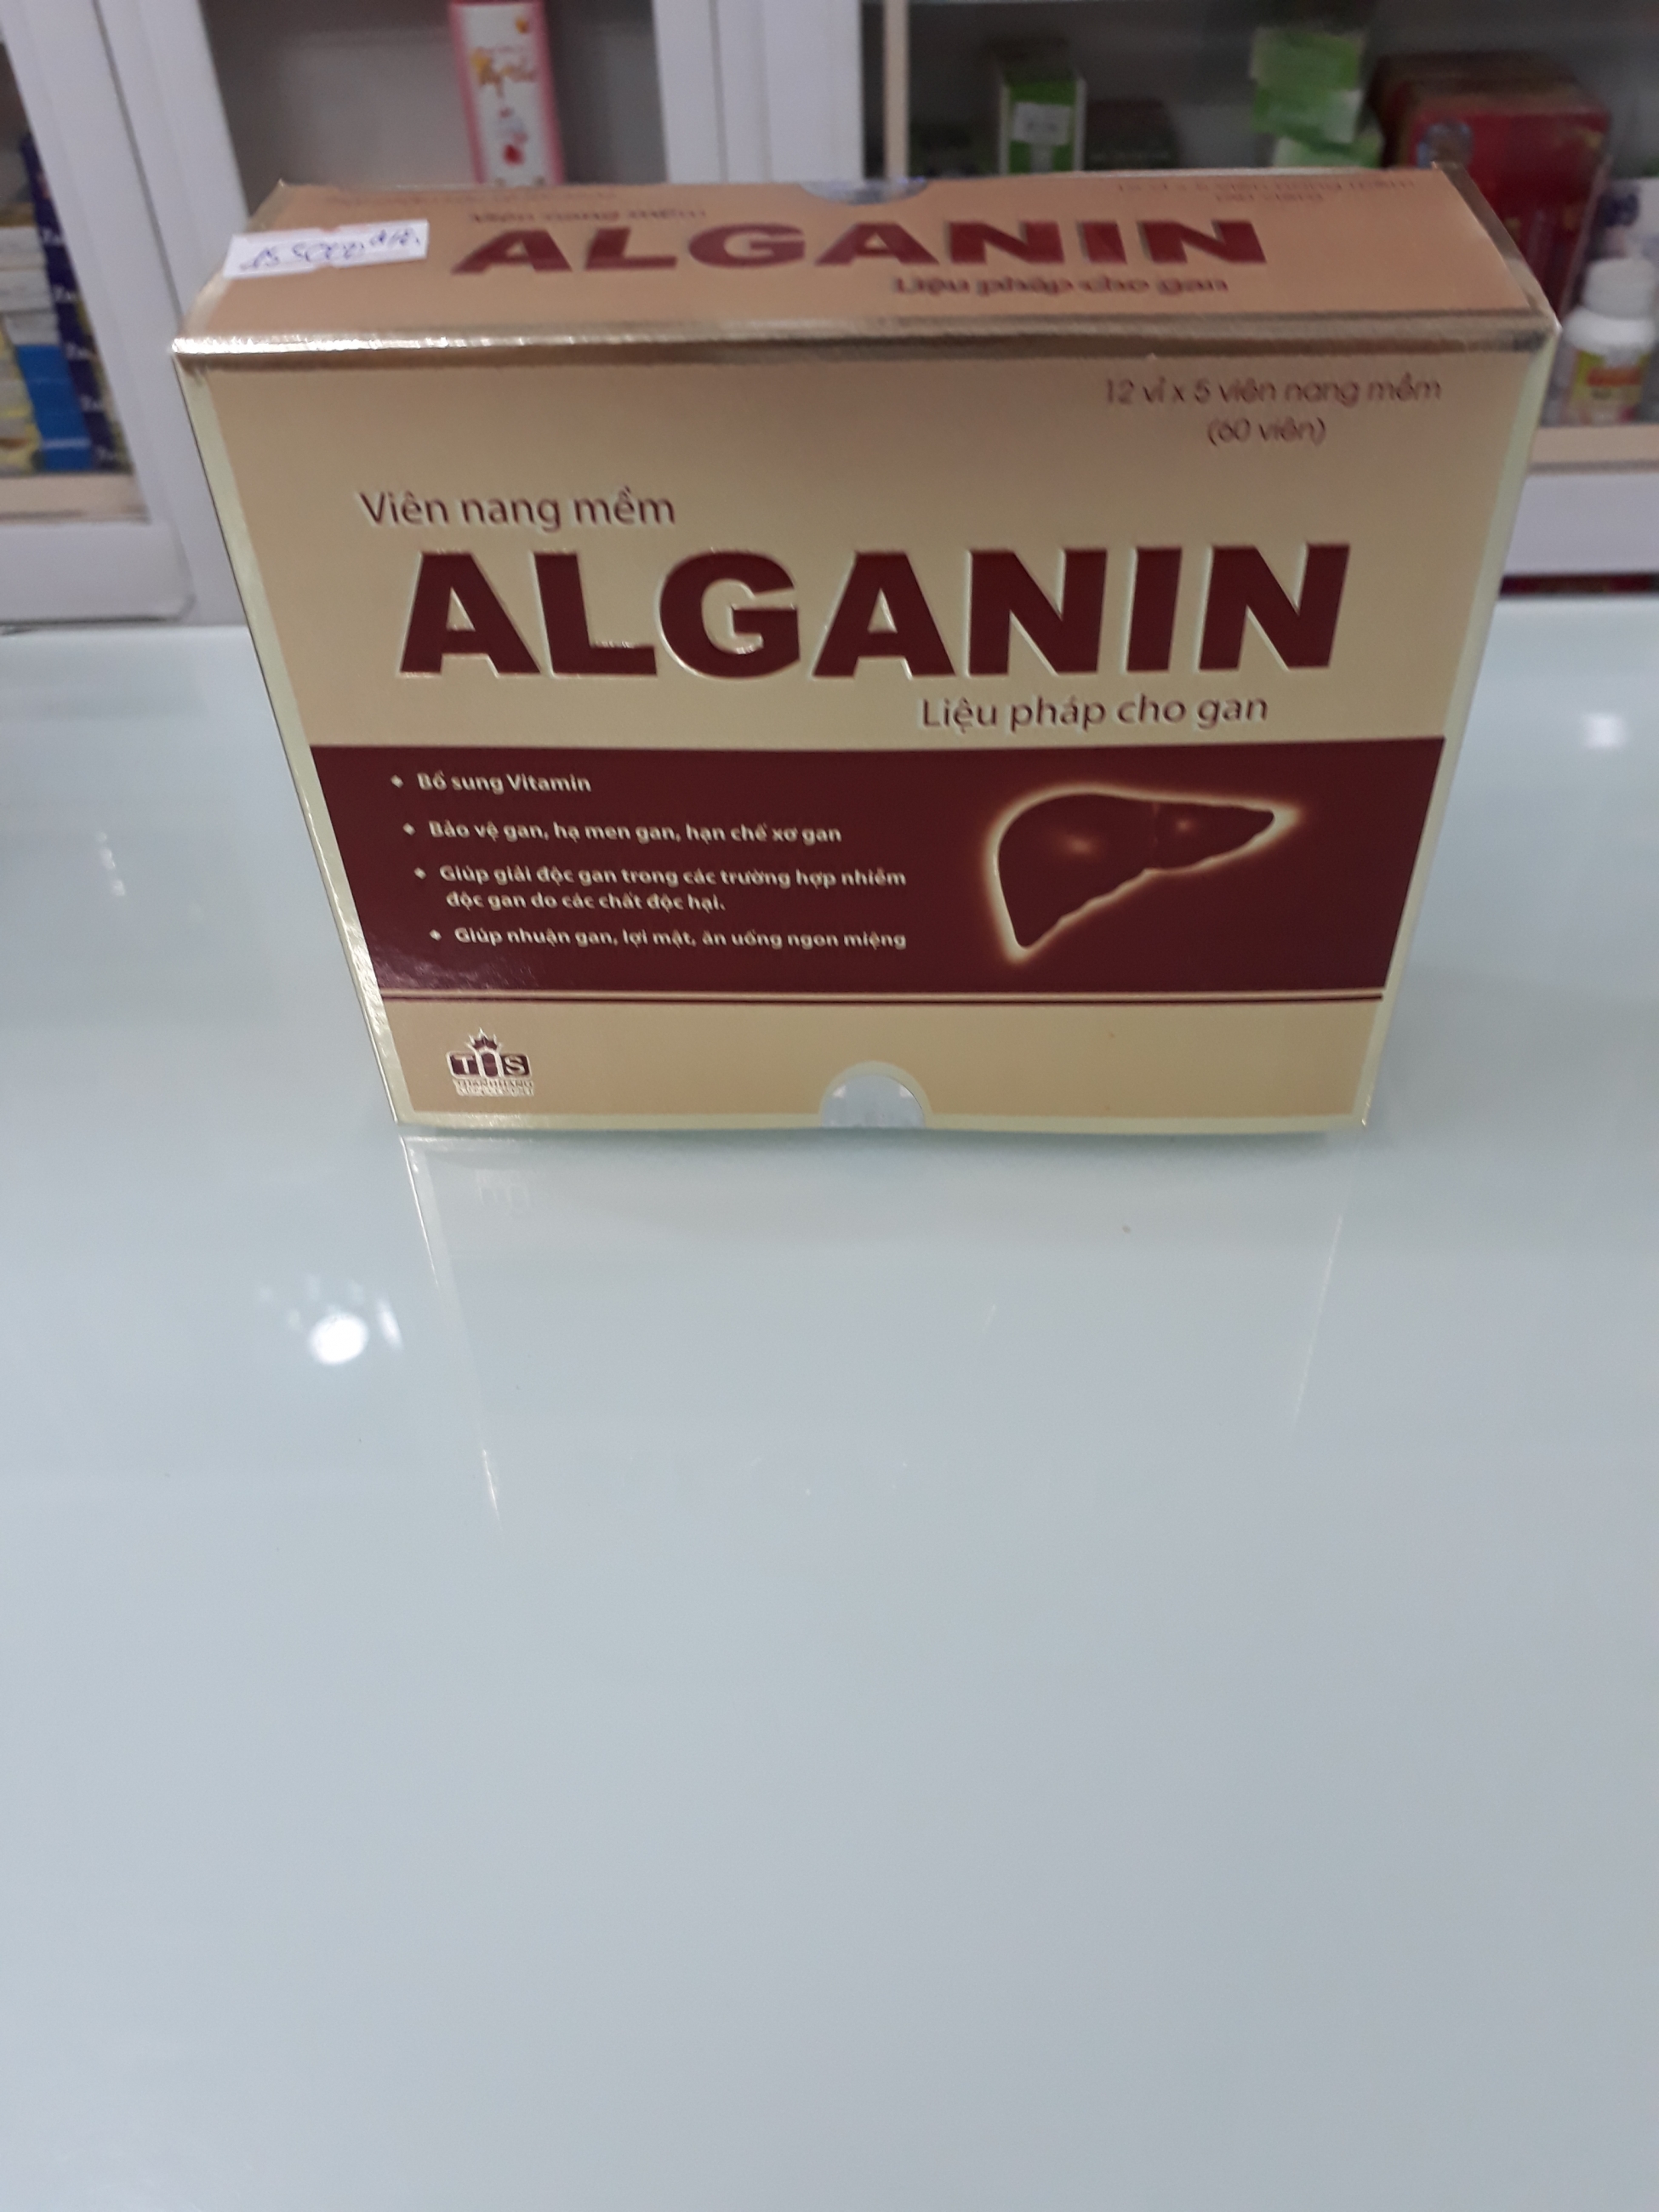 Viên nang mềm
ALGANIN
Liệu pháp cho gan
12 vỉ x 5 viên nang mềm
(60 viên)
Viên nang mềm
ALGANIN
Liệu pháp cho gan
Bổ sung Vitamin
Bảo vệ gan, hạ men gan, hạn chế xơ gan
Giúp giải độc gan trong các trường hợp nhiễm
độc gan do các chất độc hại.
Giúp nhuận gan, lợi mật, ăn uống ngon miệng
TS